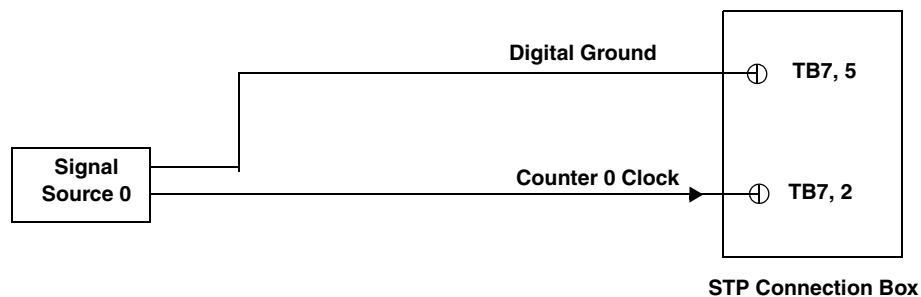 Digital Ground
TB7, 5
Signal
Source 0
Counter 0 Clock
TB7, 2
STP Connection Box